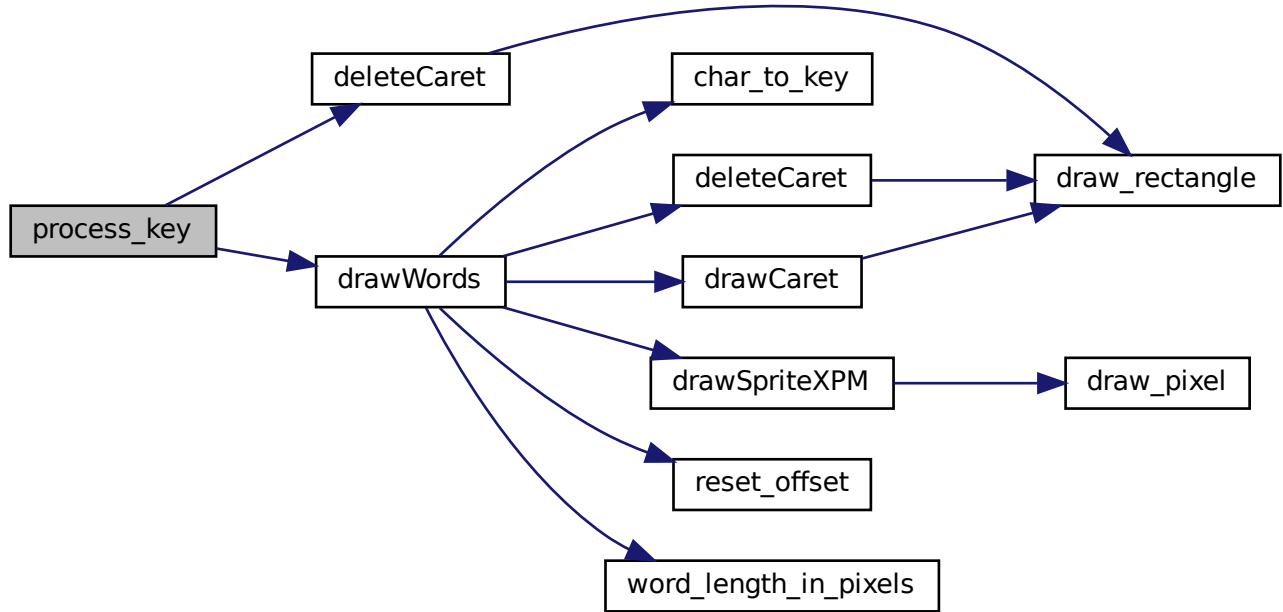 deleteCaret
char_to_key
deleteCaret
draw_rectangle
process_key
drawWords
drawCaret
drawSpriteXPM
draw_pixel
reset_offset
word_length_in_pixels